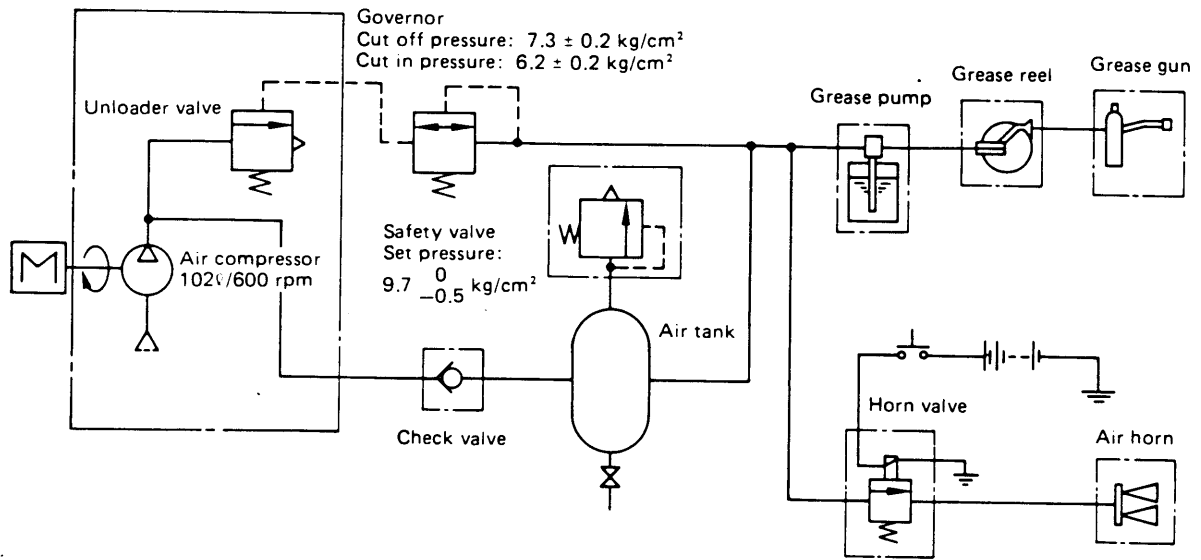 Governor
Cut off pressure: 7.3 ± 0.2 kg/cm²
Cut in pressure: 6.2 ± 0.2 kg/cm²
Unloader valve
Grease pump
Grease reel
Grease gun
Safety valve
Set pressure:
9.7 0 −0.5 kg/cm²
M
Air compressor
102ℓ/600 rpm
Air tank
Check valve
Horn valve
Air horn